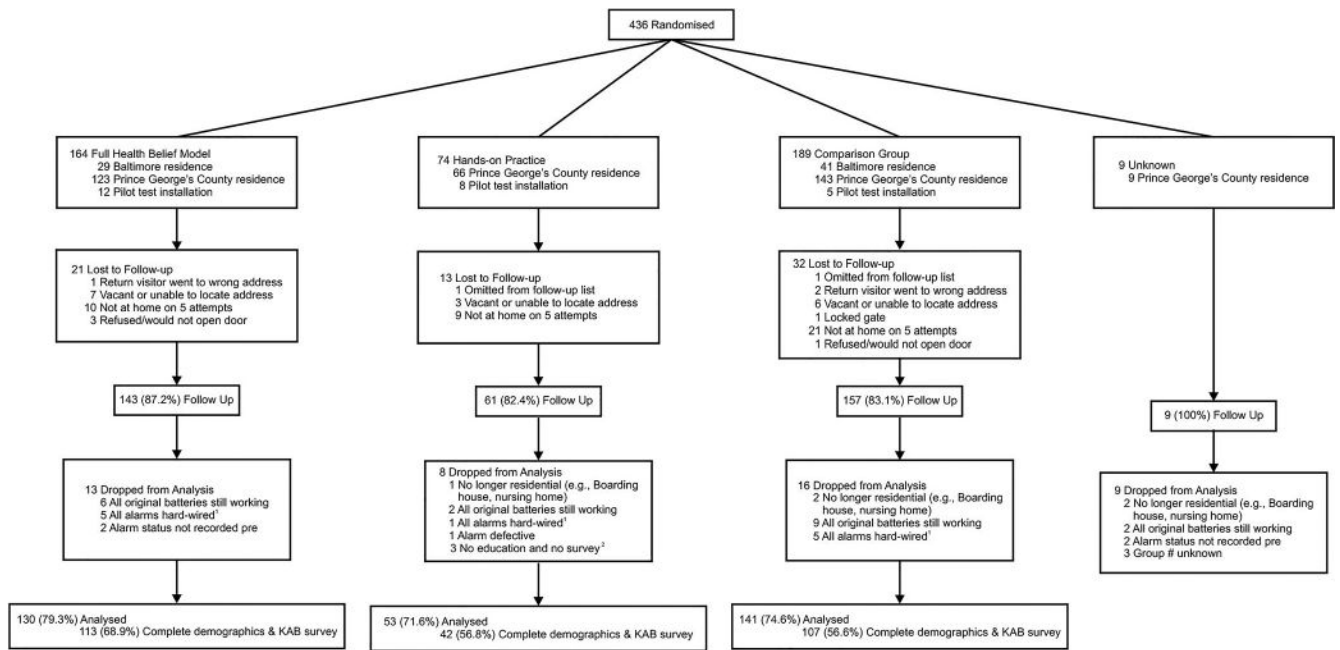 436 Randomised
164 Full Health Belief Model
29 Baltimore residence
123 Prince George's County residence
12 Pilot test installation
74 Hands-on Practice
66 Prince George's County residence
8 Pilot test installation
189 Comparison Group
41 Baltimore residence
143 Prince George's County residence
5 Pilot test installation
9 Unknown
9 Prince George's County residence
21 Lost to Follow-up
1 Return visitor went to wrong address
7 Vacant or unable to locate address
10 Not at home on 5 attempts
3 Refused/would not open door
13 Lost to Follow-up
1 Omitted from follow-up list
3 Vacant or unable to locate address
9 Not at home on 5 attempts
32 Lost to Follow-up
1 Omitted from follow-up list
2 Return visitor went to wrong address
6 Vacant or unable to locate address
1 Locked gate
21 Not at home on 5 attempts
1 Refused/would not open door
143 (87.2%) Follow Up
61 (82.4%) Follow Up
157 (83.1%) Follow Up
9 (100%) Follow Up
13 Dropped from Analysis
6 All original batteries still working
5 All alarms hard-wired¹
2 Alarm status not recorded pre
8 Dropped from Analysis
1 No longer residential (e.g., Boarding
house, nursing home)
2 All original batteries still working
1 All alarms hard-wired¹
1 Alarm defective
3 No education and no survey²
16 Dropped from Analysis
2 No longer residential (e.g., Boarding
house, nursing home)
9 All original batteries still working
5 All alarms hard-wired¹
9 Dropped from Analysis
2 No longer residential (e.g., Boarding
house, nursing home)
2 All original batteries still working
2 Alarm status not recorded pre
3 Group # unknown
130 (79.3%) Analysed
113 (68.9%) Complete demographics & KAB survey
53 (71.6%) Analysed
42 (56.8%) Complete demographics & KAB survey
141 (74.6%) Analysed
107 (56.6%) Complete demographics & KAB survey